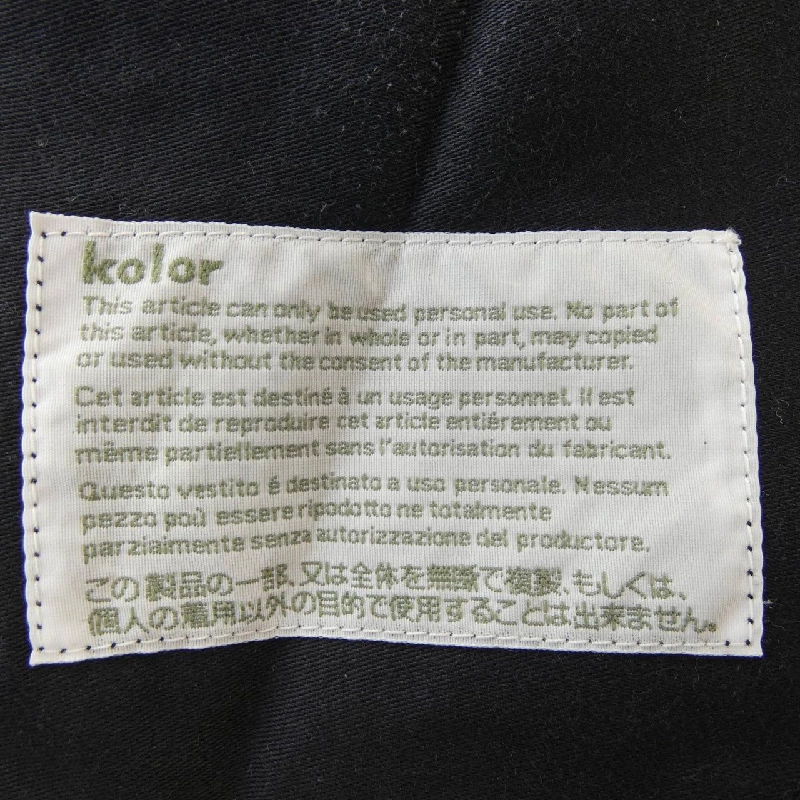 kolor
This article can only be used personal use. No part of
this article, whether in whole or in part, may copied
or used without the consent of the manufacturer.
Cet article est destiné à un usage personnel. Il est
interdit de reproduire cet article entiérement ou
même partiellement sans l'autorisation du fabricant.
Questo vestito é destinato a uso personale. Nessum
pezzo poù essere ripodotto ne totalmente
parziaimente senza autorizzazione del productore.
この製品の一部、又は全体を無断で複製、もしくは、
個人の着用以外の目的で使用することは出来ません。